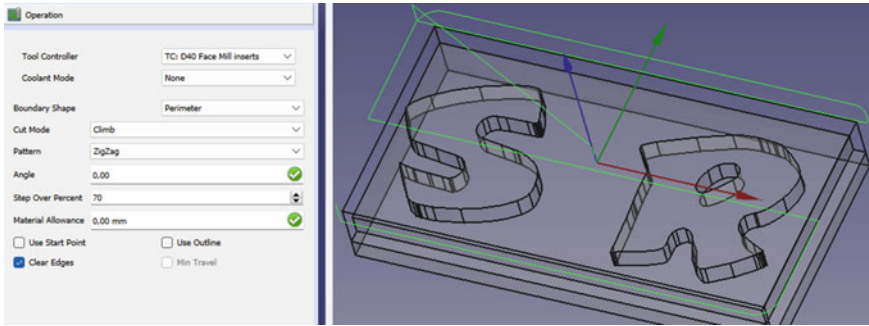 Operation
Tool Controller TC: D40 Face Mill inserts
Coolant Mode None
Boundary Shape Perimeter
Cut Mode Climb
Pattern ZigZag
Angle 0,00
Step Over Percent 70
Material Allowance 0,00 mm
Use Start Point Use Outline
Clear Edges Min Travel
S R